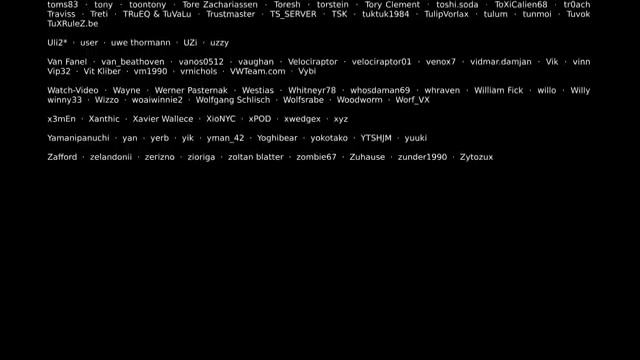 toms83 · tony · toontony · Tore Zachariassen · Toresh · torstein · Tory Clement · toshi.soda · ToXiCalien68 · tr0ach
Traviss · Treti · TRuEQ & TuVaLu · Trustmaster · TS_SERVER · TSK · tuktuk1984 · TulipVorlax · tulum · tunmoi · Tuvok
TuXRuleZ.be
Uli2* · user · uwe thormann · UZi · uzzy
Van Fanel · van_beathoven · vanos0512 · vaughan · Velociraptor · velociraptor01 · venox7 · vidmar.damjan · Vik · vinn
Vip32 · Vit Kliber · vm1990 · vrnichols · VWTeam.com · Vybi
Watch-Video · Wayne · Werner Pasternak · Westias · Whitneyr78 · whosdaman69 · whraven · William Fick · willo · Willy
winny33 · Wizzo · woaiwinnie2 · Wolfgang Schlisch · Wolfsrabe · Woodworm · Worf_VX
x3mEn · Xanthic · Xavier Wallece · XioNYC · xPOD · xwedgex · xyz
Yamanipanuchi · yan · yerb · yik · yman_42 · Yoghibear · yokotako · YTSHJM · yuuki
Zafford · zelandonii · zerizno · zioriga · zoltan blatter · zombie67 · Zuhause · zunder1990 · Zytozux